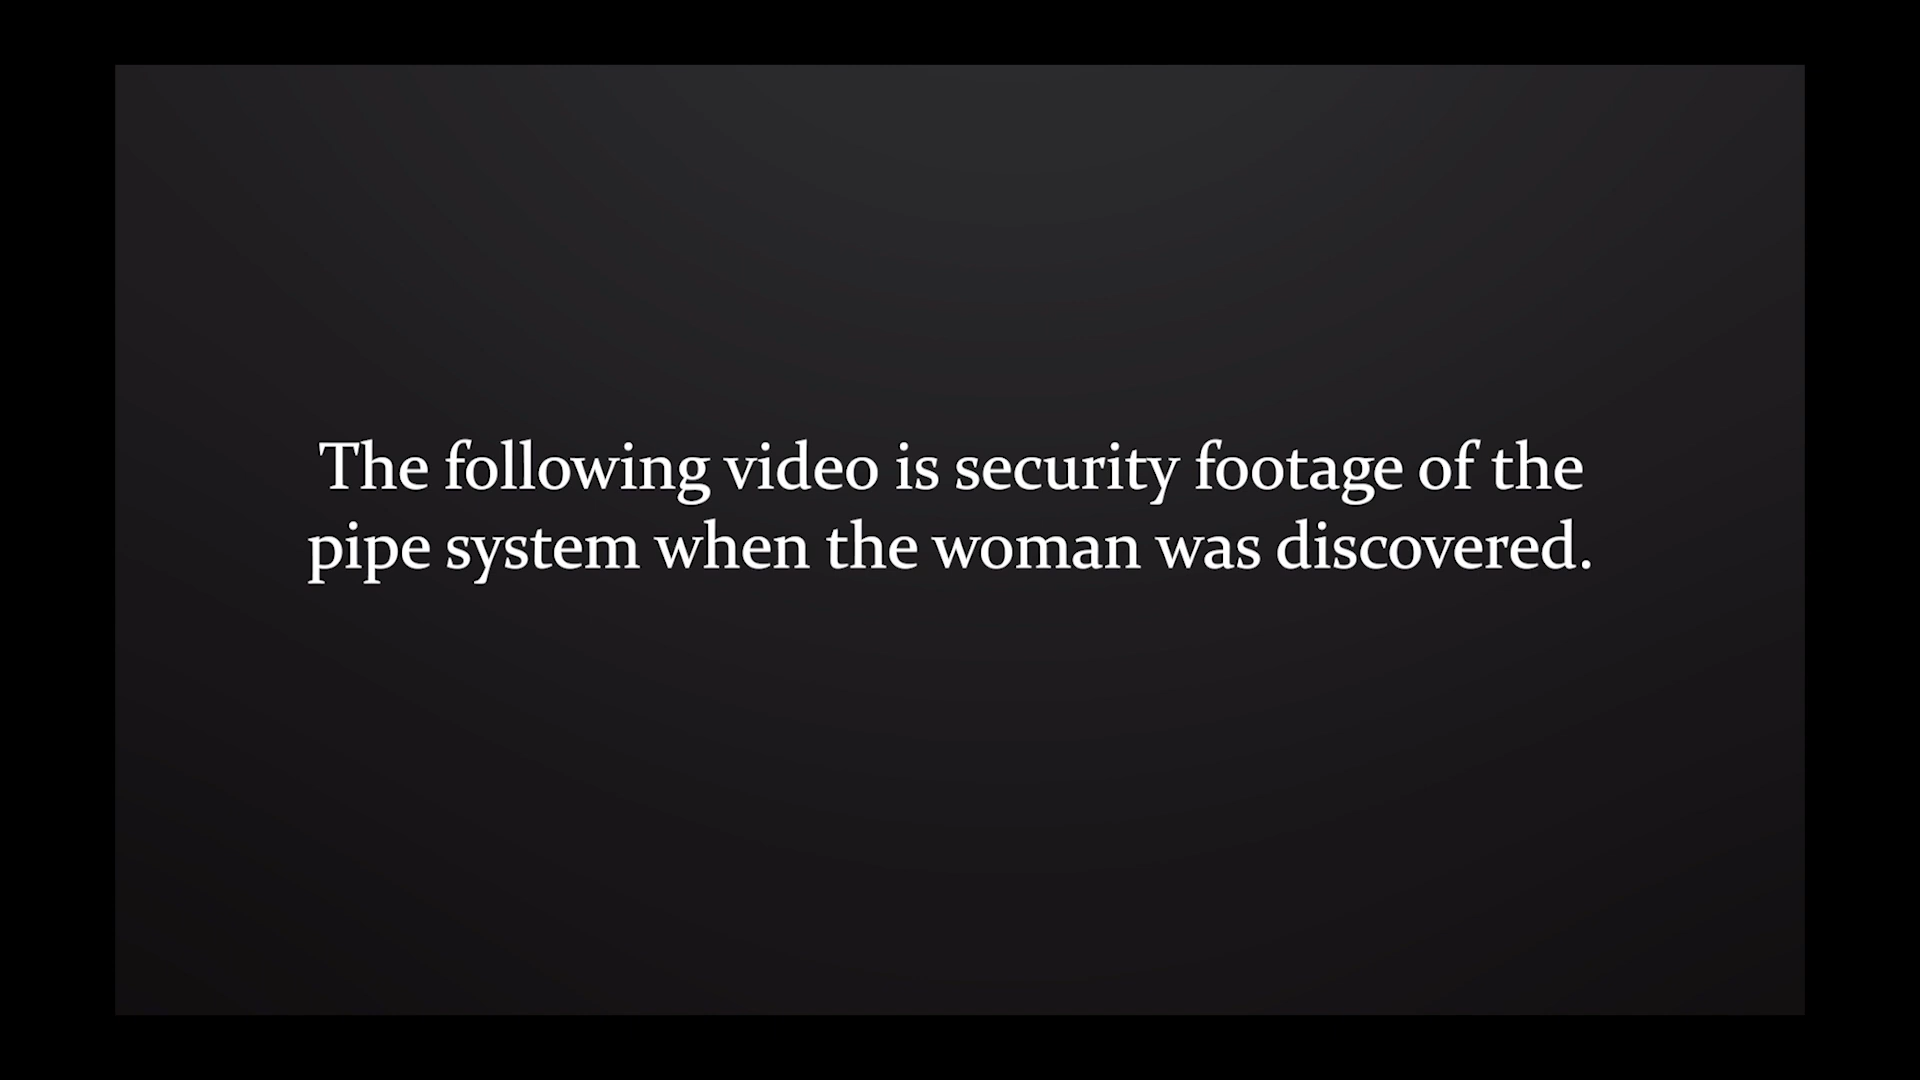 The following video is security footage of the
pipe system when the woman was discovered.